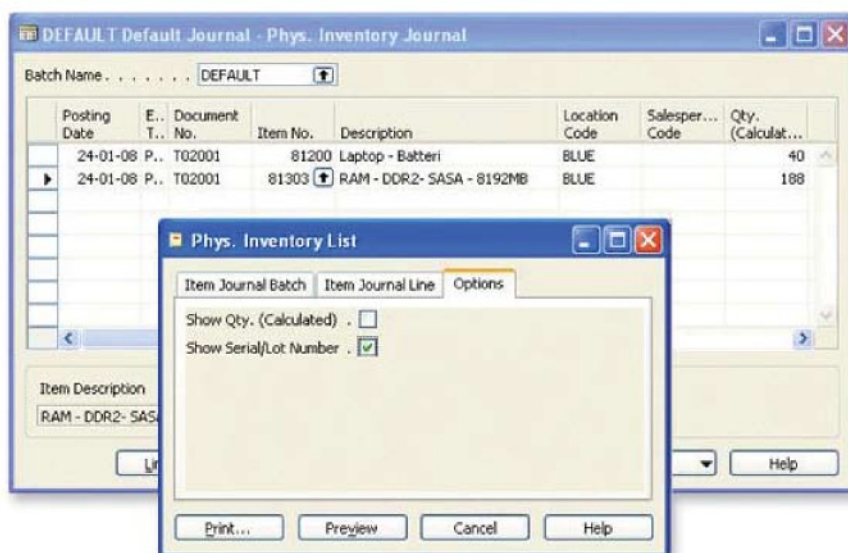 DEFAULT Default Journal - Phys. Inventory Journal
Batch Name . . . . . . . DEFAULT
Posting Date E.. T.. Document No. Item No. Description Location Code Salesper... Code Qty. (Calculat...
24-01-08 P.. T02001 81200 Laptop - Batteri BLUE 40
24-01-08 P.. T02001 81303 RAM - DDR2- SASA - 8192MB BLUE 188
Phys. Inventory List
Item Journal Batch Item Journal Line Options
Show Qty. (Calculated) .
Show Serial/Lot Number .
Item Description
RAM - DDR2- SASA
Help
Print... Preview Cancel Help